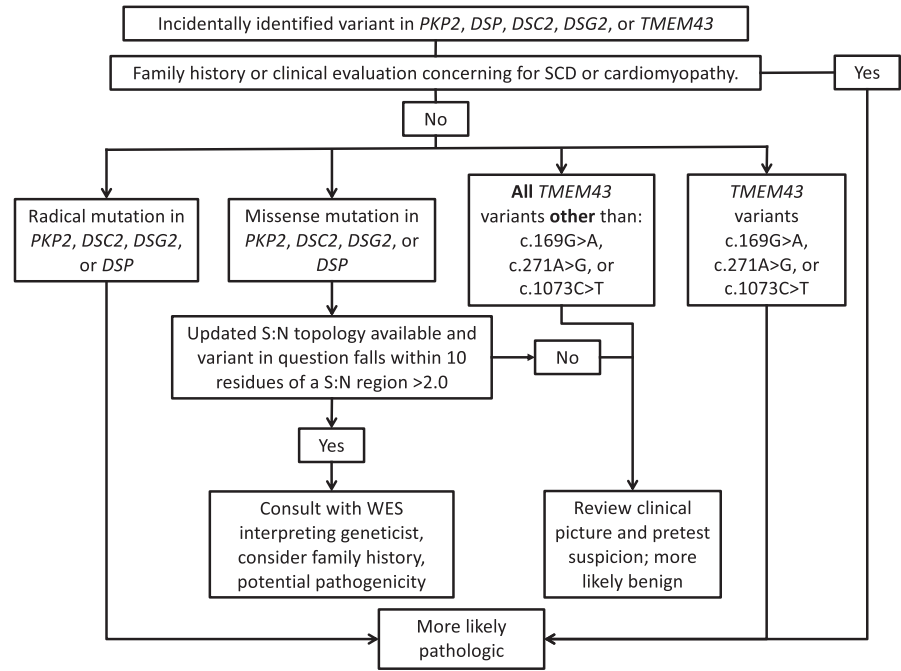 Incidentally identified variant in PKP2, DSP, DSC2, DSG2, or TMEM43
Family history or clinical evaluation concerning for SCD or cardiomyopathy.
Yes
No
Radical mutation in
PKP2, DSC2, DSG2,
or DSP
Missense mutation in
PKP2, DSC2, DSG2, or
DSP
All TMEM43
variants other than:
c.169G>A,
c.271A>G, or
c.1073C>T
TMEM43
variants
c.169G>A,
c.271A>G, or
c.1073C>T
Updated S:N topology available and
variant in question falls within 10
residues of a S:N region >2.0
No
Yes
Consult with WES
interpreting geneticist,
consider family history,
potential pathogenicity
Review clinical
picture and pretest
suspicion; more
likely benign
More likely
pathologic